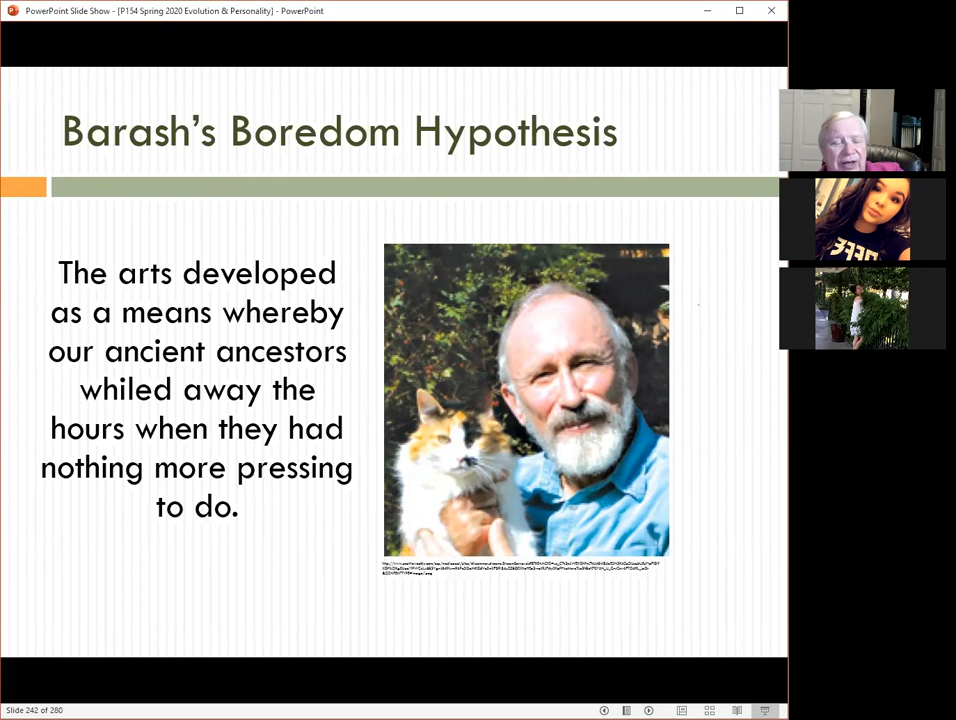 PowerPoint Slide Show - [P154 Spring 2020 Evolution & Personality] - PowerPoint
Barash's Boredom Hypothesis
The arts developed
as a means whereby
our ancient ancestors
whiled away the
hours when they had
nothing more pressing
to do.
Slide 242 of 280